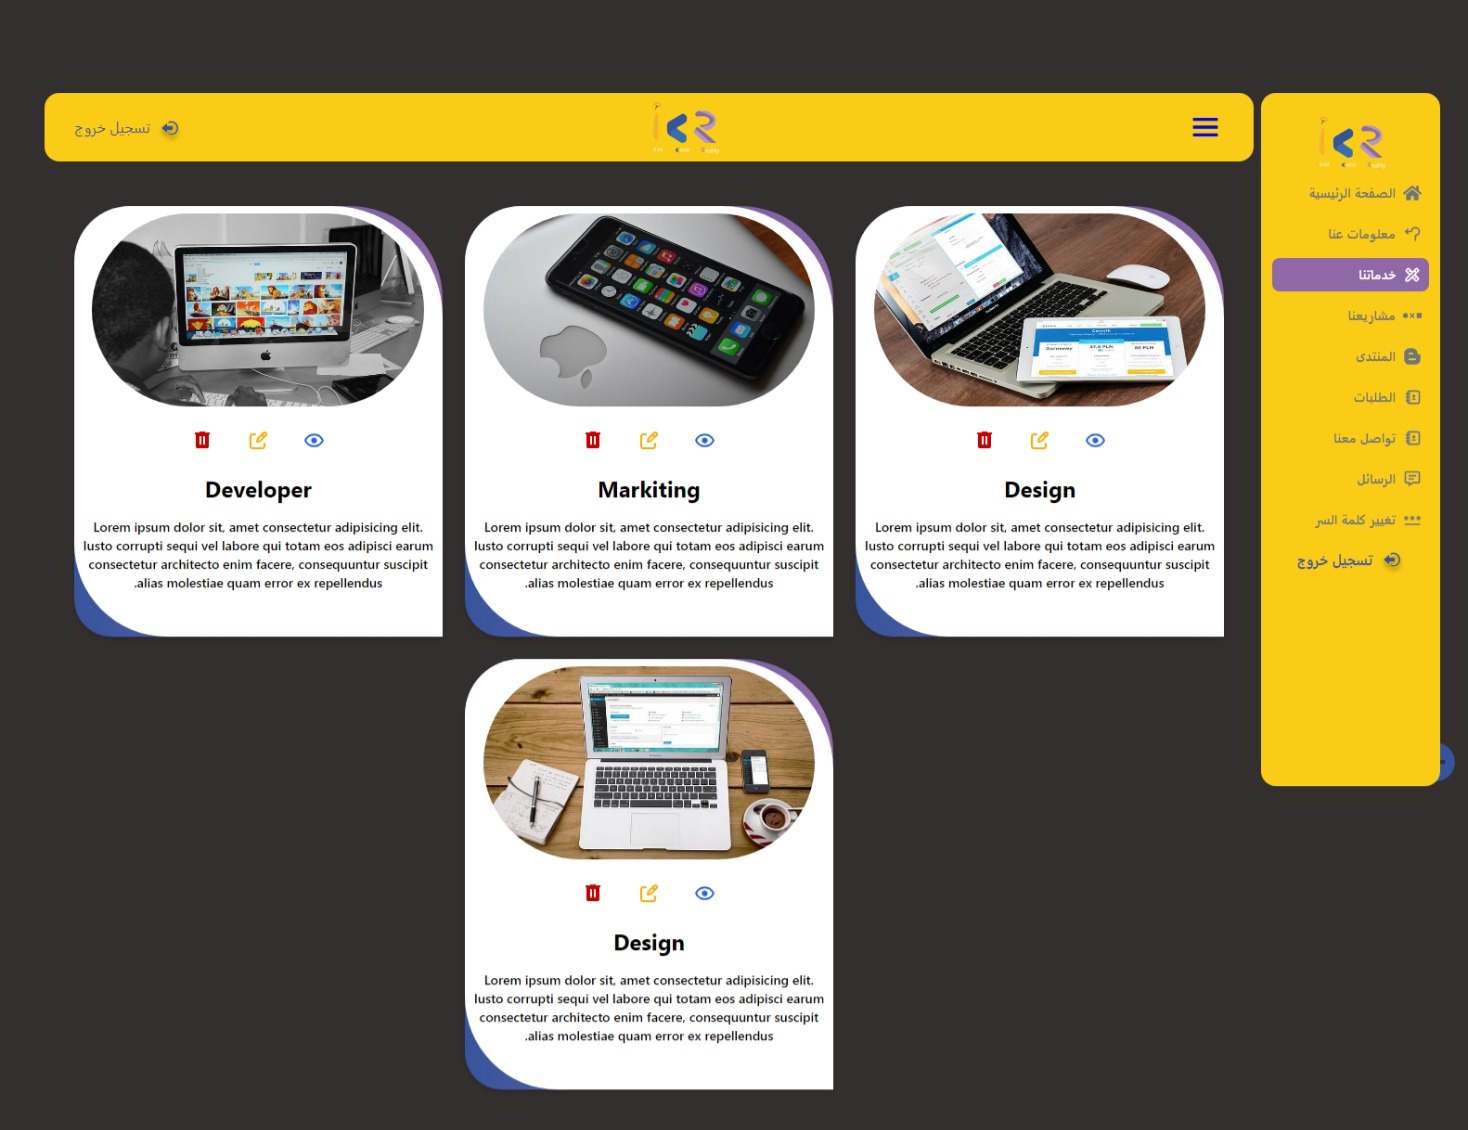 تسجيل خروج
الصفحة الرئيسية
معلومات عنا
خدماتنا
مشاريعنا
المنتدى
الطلبات
تواصل معنا
الرسائل
تغيير كلمة السر
تسجيل خروج
Design
Lorem ipsum dolor sit, amet consectetur adipisicing elit.
Iusto corrupti sequi vel labore qui totam eos adipisci earum
consectetur architecto enim facere, consequuntur suscipit
.alias molestiae quam error ex repellendus
Markiting
Lorem ipsum dolor sit, amet consectetur adipisicing elit.
Iusto corrupti sequi vel labore qui totam eos adipisci earum
consectetur architecto enim facere, consequuntur suscipit
.alias molestiae quam error ex repellendus
Developer
Lorem ipsum dolor sit, amet consectetur adipisicing elit.
Iusto corrupti sequi vel labore qui totam eos adipisci earum
consectetur architecto enim facere, consequuntur suscipit
.alias molestiae quam error ex repellendus
Design
Lorem ipsum dolor sit, amet consectetur adipisicing elit.
Iusto corrupti sequi vel labore qui totam eos adipisci earum
consectetur architecto enim facere, consequuntur suscipit
.alias molestiae quam error ex repellendus